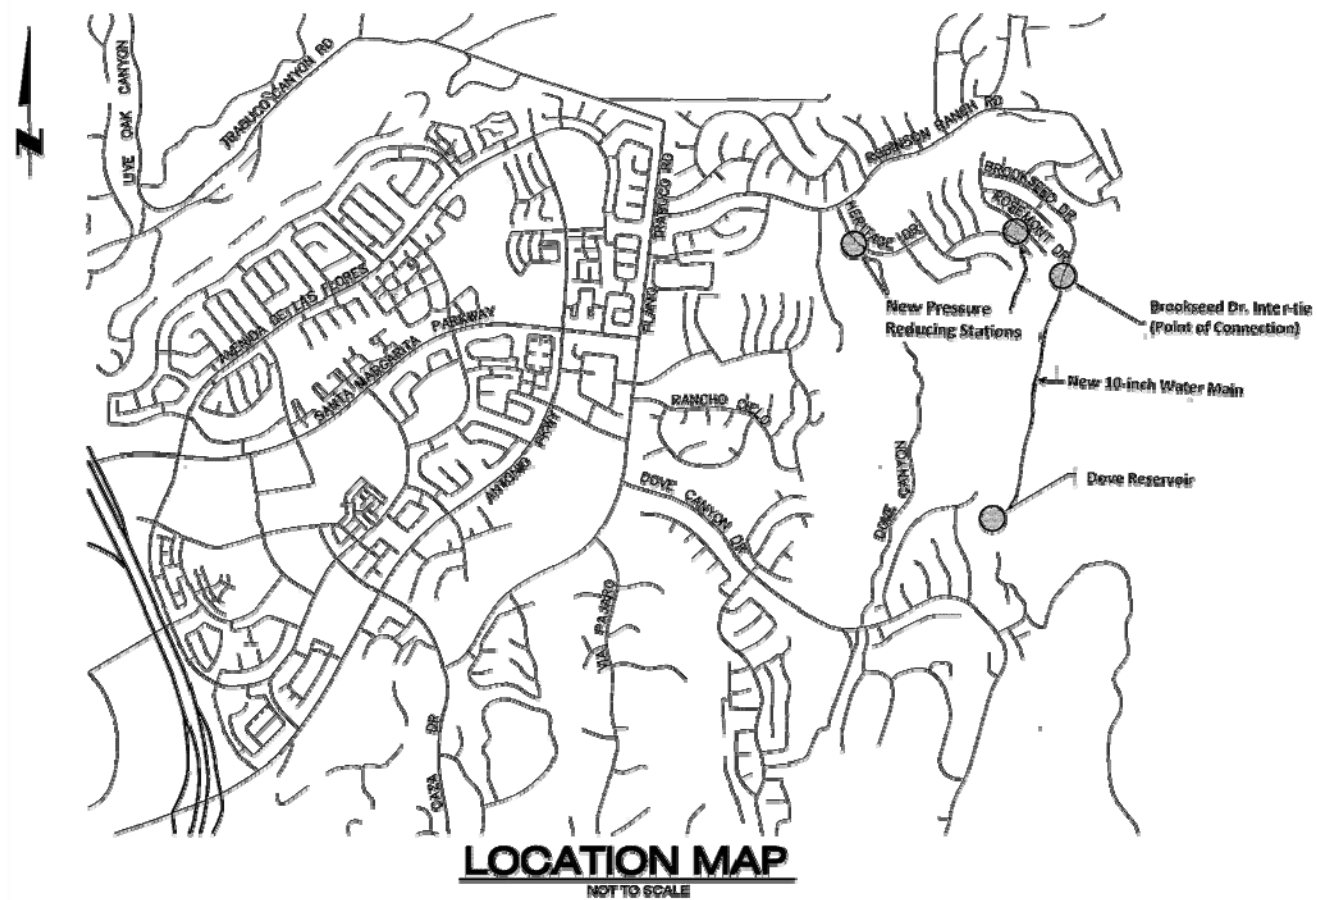 LIVE OAK CANYON
TRABUCO CANYON RD
ROBINSON RANCH RD
BROOKSEED DR
ROSEMONT DR
HERITAGE DR
TRABUCO RD
PLANO
N
AVENIDA DE LAS FLORES
SANTA MARGARITA PARKWAY
New Pressure
Reducing Stations
Brookseed Dr. Inter-tie
(Point of Connection)
New 10-inch Water Main
RANCHO CIELO
ANTONIO PKWY
DOVE CANYON DR
DOVE CANYON
Dove Reservoir
VIA PAJARO
OAZA DR
LOCATION MAP
NOT TO SCALE